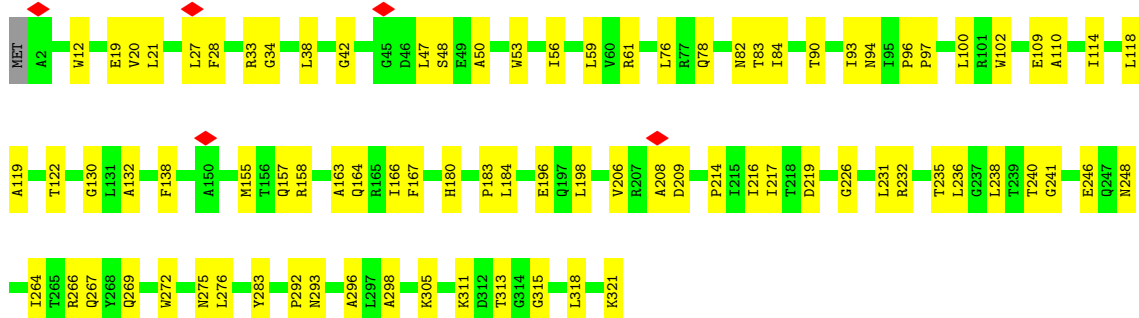 MET A2 W12 E19 V20 L21 L27 F28 R33 G34 L38 G42 G45 D46 L47 S48 E49 A50 W53 I56 L59 V60 R61 L76 R77 Q78 N82 T83 I84 T90 I93 N94 I95 P96 P97 L100 R101 W102 E109 A110 I114 L118
A119 T122 G130 L131 A132 F138 A150 M155 T156 Q157 R158 A163 Q164 R165 I166 F167 H180 P183 L184 E196 Q197 L198 V206 R207 A208 D209 P214 I215 I216 I217 T218 D219 G226 L231 R232 T235 L236 G237 L238 T239 T240 G241 E246 Q247 N248
I264 T265 R266 Q267 Y268 Q269 W272 N275 L276 Y283 P292 N293 A296 L297 A298 K305 K311 D312 T313 G314 G315 L318 K321